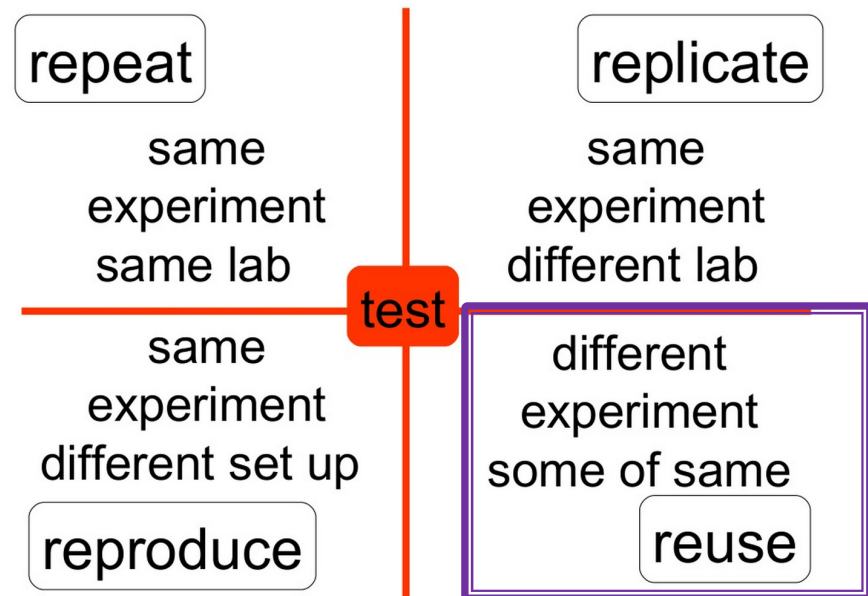 repeat
replicate
same
experiment
same lab
same
experiment
different lab
test
same
experiment
different set up
different
experiment
some of same
reproduce
reuse